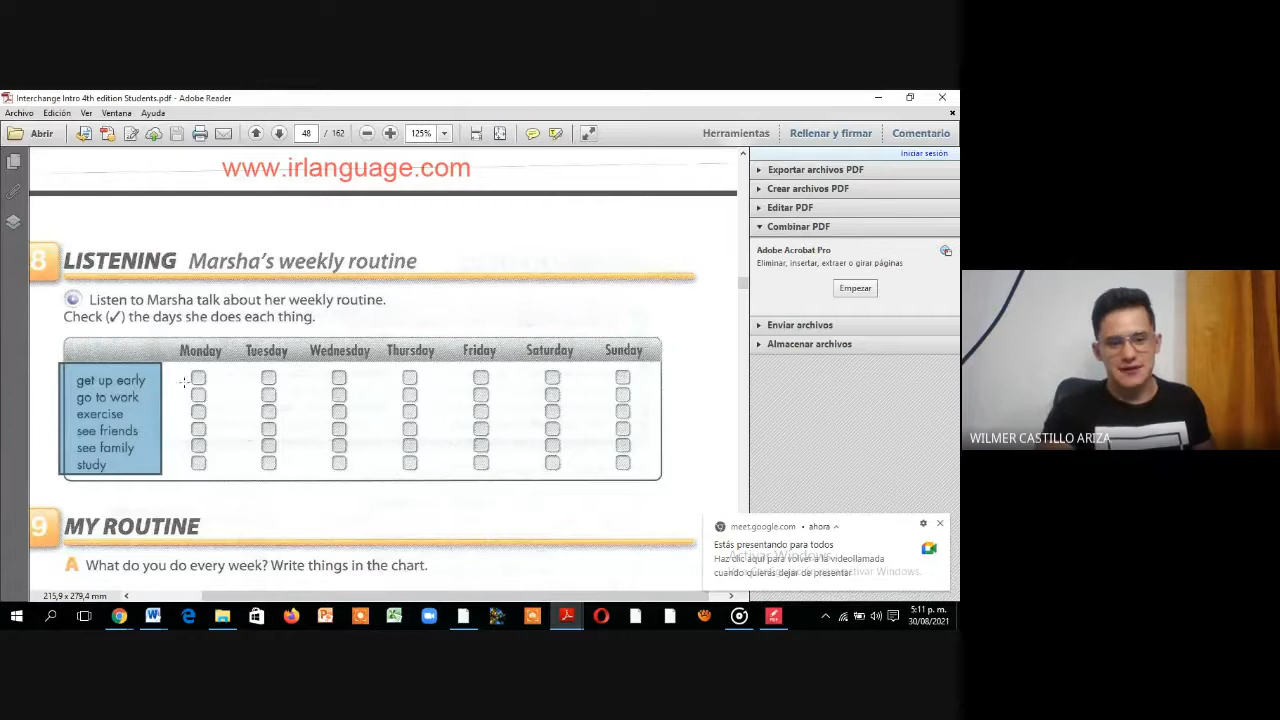 Interchange Intro 4th edition Students.pdf - Adobe Reader
Archivo Edición Ver Ventana Ayuda
Abrir 48 / 162 125% Herramientas Rellenar y firmar Comentario
www.irlanguage.com
Iniciar sesión
Exportar archivos PDF
Crear archivos PDF
Editar PDF
Combinar PDF
Adobe Acrobat Pro
Eliminar, insertar, extraer o girar páginas
Empezar
Enviar archivos
Almacenar archivos
8 LISTENING Marsha's weekly routine
Listen to Marsha talk about her weekly routine.
Check (✓) the days she does each thing.
Monday Tuesday Wednesday Thursday Friday Saturday Sunday
get up early
go to work
exercise
see friends
see family
study
9 MY ROUTINE
A What do you do every week? Write things in the chart.
215,9 x 279,4 mm
meet.google.com • ahora
Estás presentando para todos
Haz clic aquí para volver a la videollamada
cuando quieras dejar de presentar
Activar Windows
activar Windows.
WILMER CASTILLO ARIZA
5:11 p. m.
30/08/2021